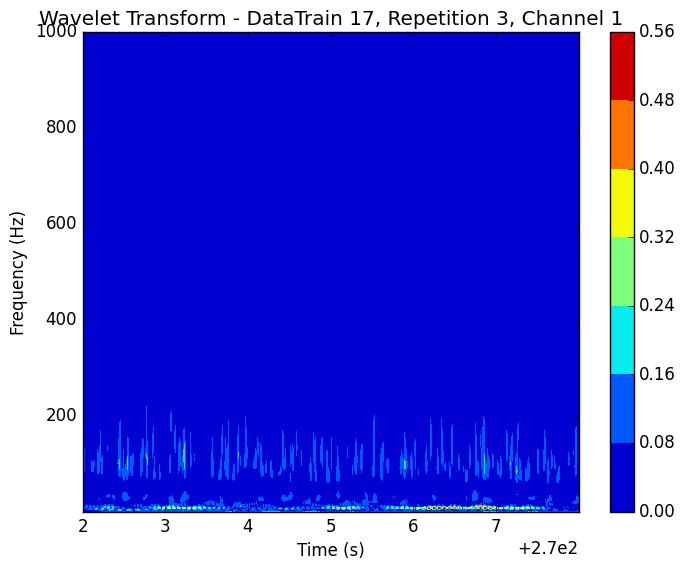 Wavelet Transform - DataTrain 17, Repetition 3, Channel 1
1000
800
600
400
200
Frequency (Hz)
2 3 4 5 6 7
Time (s)
+2.7e2
0.56
0.48
0.40
0.32
0.24
0.16
0.08
0.00